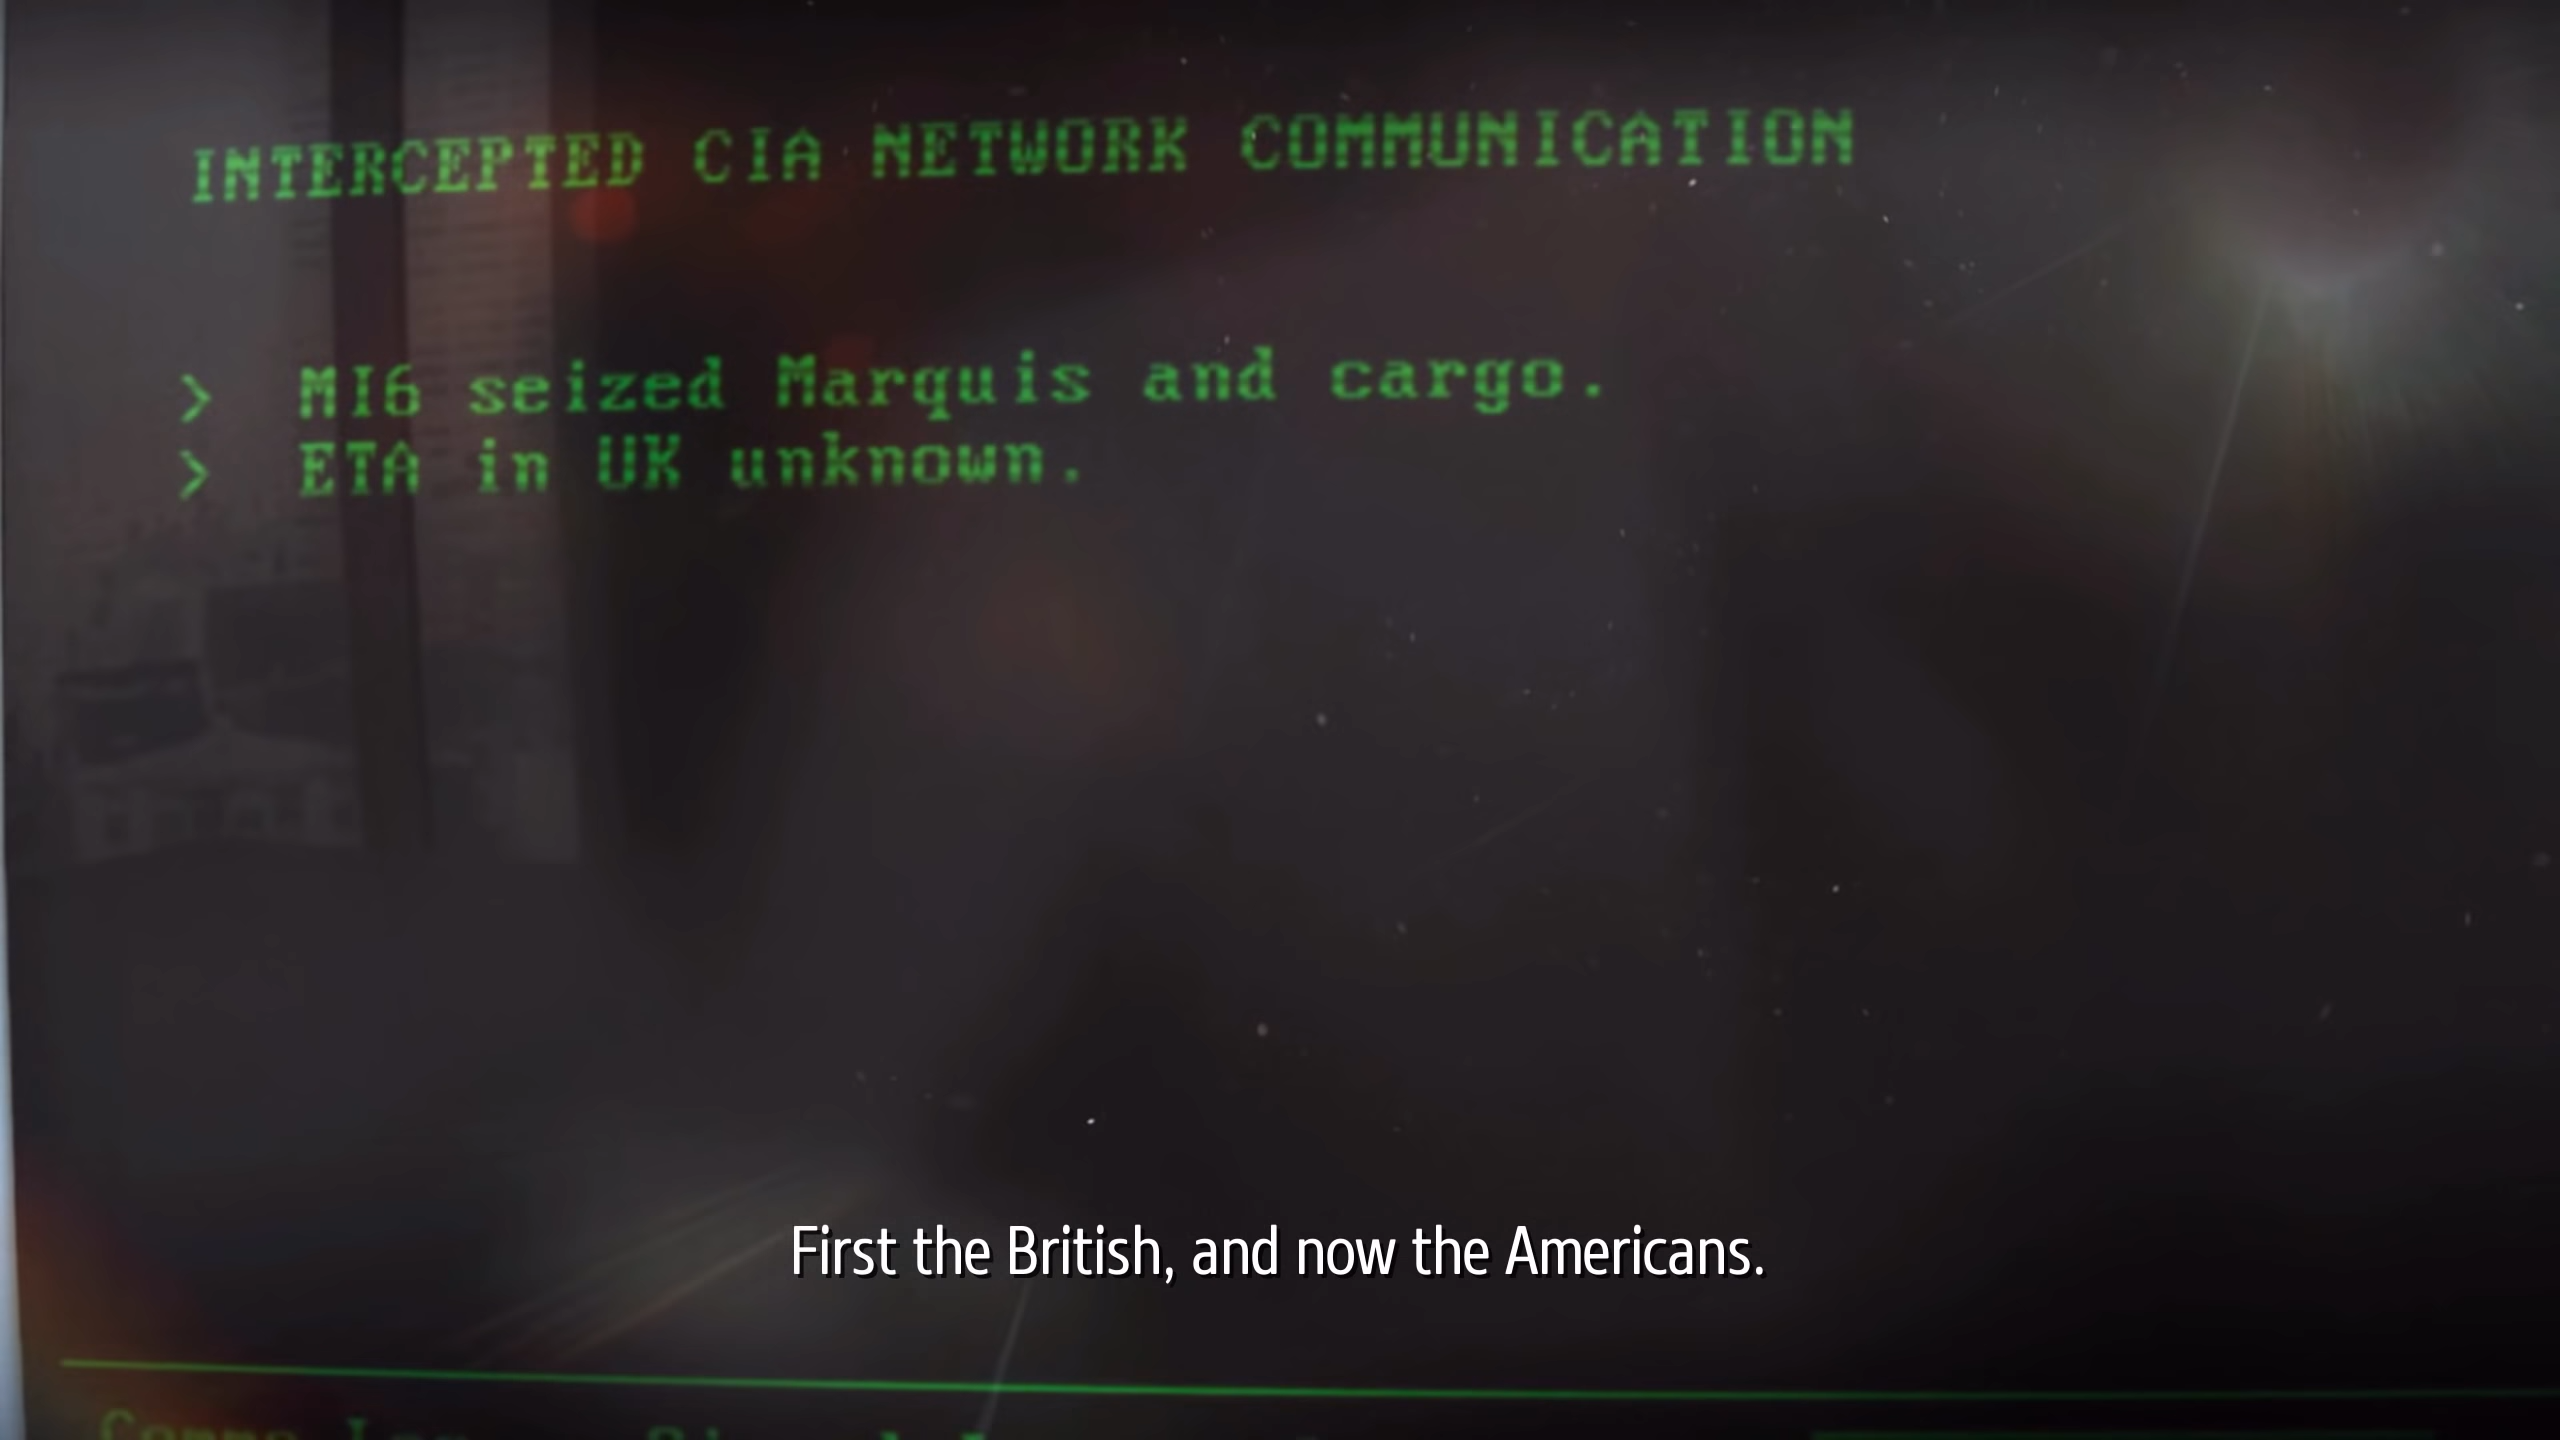 INTERCEPTED CIA NETWORK COMMUNICATION
> MI6 seized Marquis and cargo.
> ETA in UK unknown.
First the British, and now the Americans.